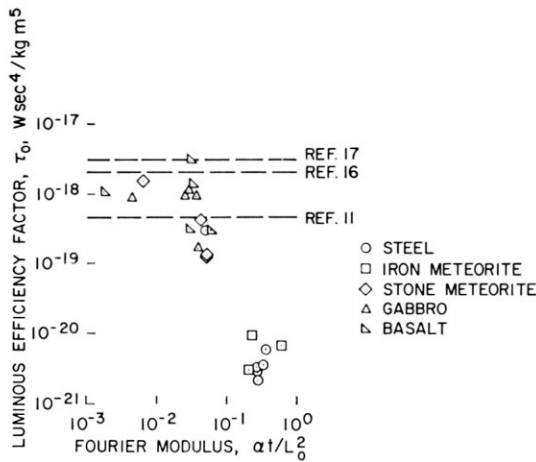 LUMINOUS EFFICIENCY FACTOR, τ₀, W sec⁴/kg m⁵
10⁻¹⁷
REF. 17
REF. 16
10⁻¹⁸
REF. 11
10⁻¹⁹
○ STEEL
□ IRON METEORITE
◇ STONE METEORITE
△ GABBRO
◺ BASALT
10⁻²⁰
10⁻²¹
10⁻³ 10⁻² 10⁻¹ 10⁰
FOURIER MODULUS, αt/L₀²